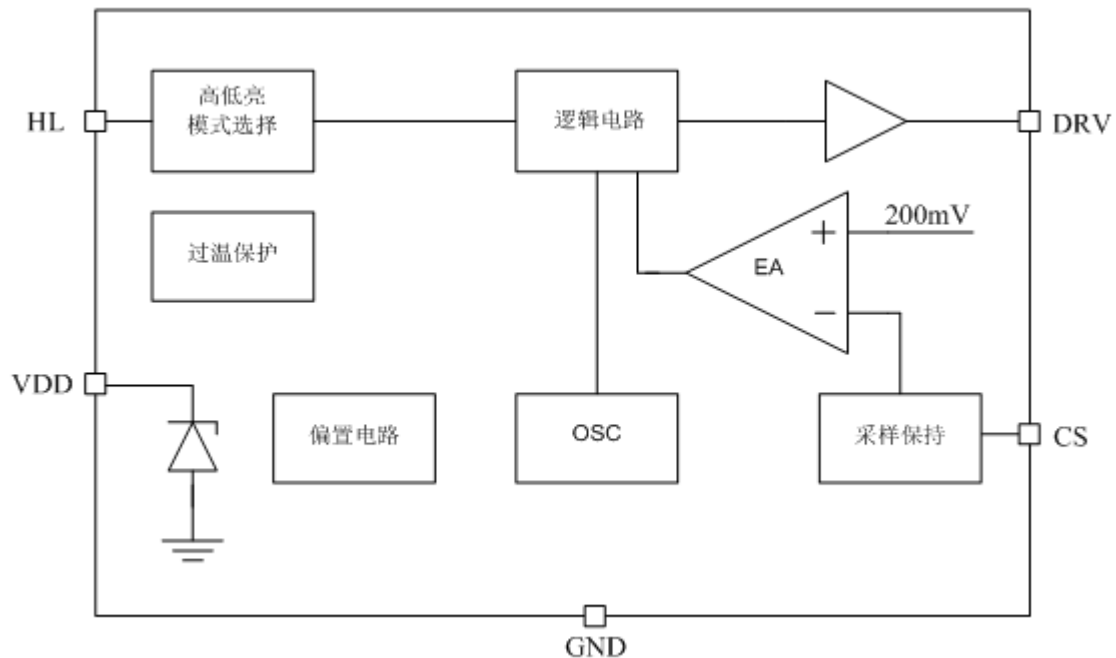 高低亮
模式选择
HL
逻辑电路
DRV
过温保护
200mV
+
EA
−
VDD
偏置电路
OSC
采样保持
CS
GND